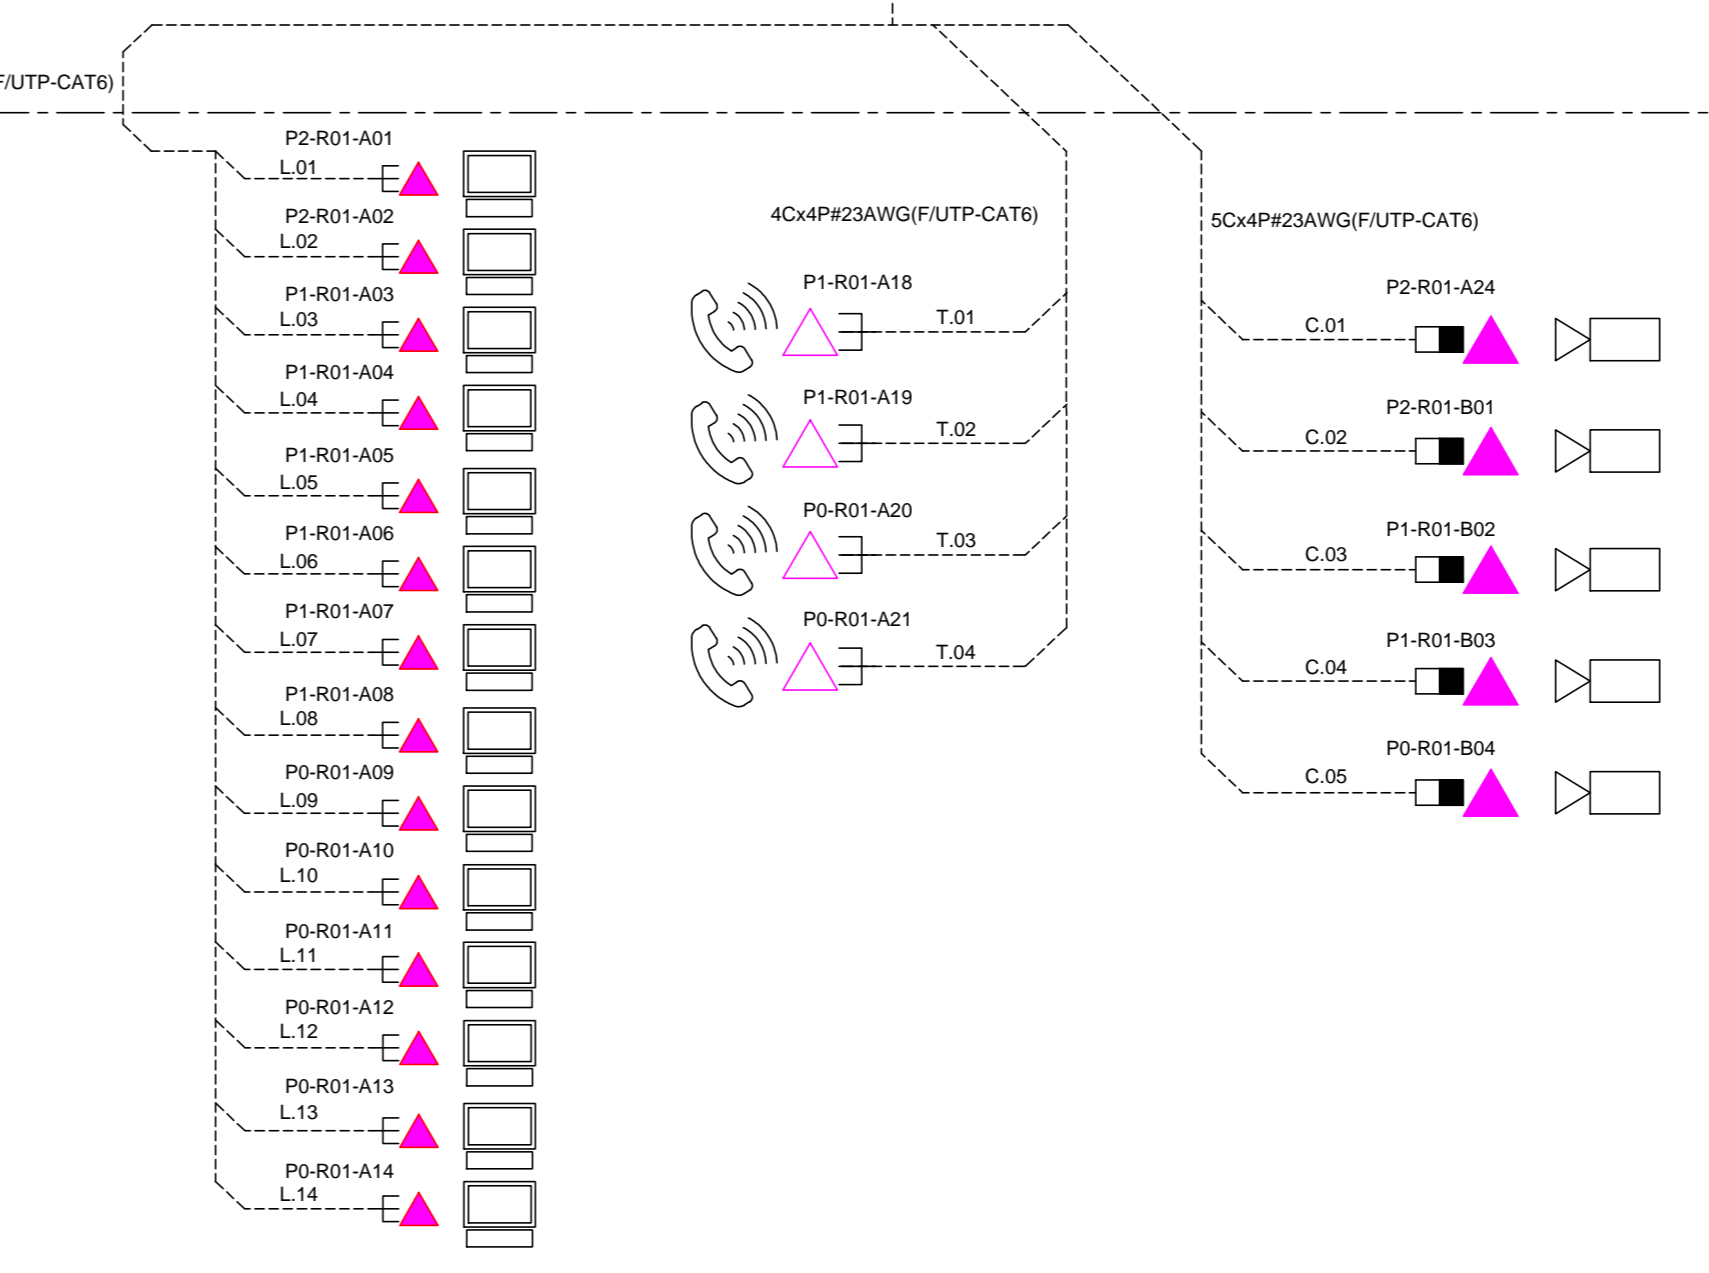 F/UTP-CAT6)
P2-R01-A01
L.01
P2-R01-A02
L.02
P1-R01-A03
L.03
P1-R01-A04
L.04
P1-R01-A05
L.05
P1-R01-A06
L.06
P1-R01-A07
L.07
P1-R01-A08
L.08
P0-R01-A09
L.09
P0-R01-A10
L.10
P0-R01-A11
L.11
P0-R01-A12
L.12
P0-R01-A13
L.13
P0-R01-A14
L.14
4Cx4P#23AWG(F/UTP-CAT6)
P1-R01-A18
T.01
P1-R01-A19
T.02
P0-R01-A20
T.03
P0-R01-A21
T.04
5Cx4P#23AWG(F/UTP-CAT6)
P2-R01-A24
C.01
P2-R01-B01
C.02
P1-R01-B02
C.03
P1-R01-B03
C.04
P0-R01-B04
C.05